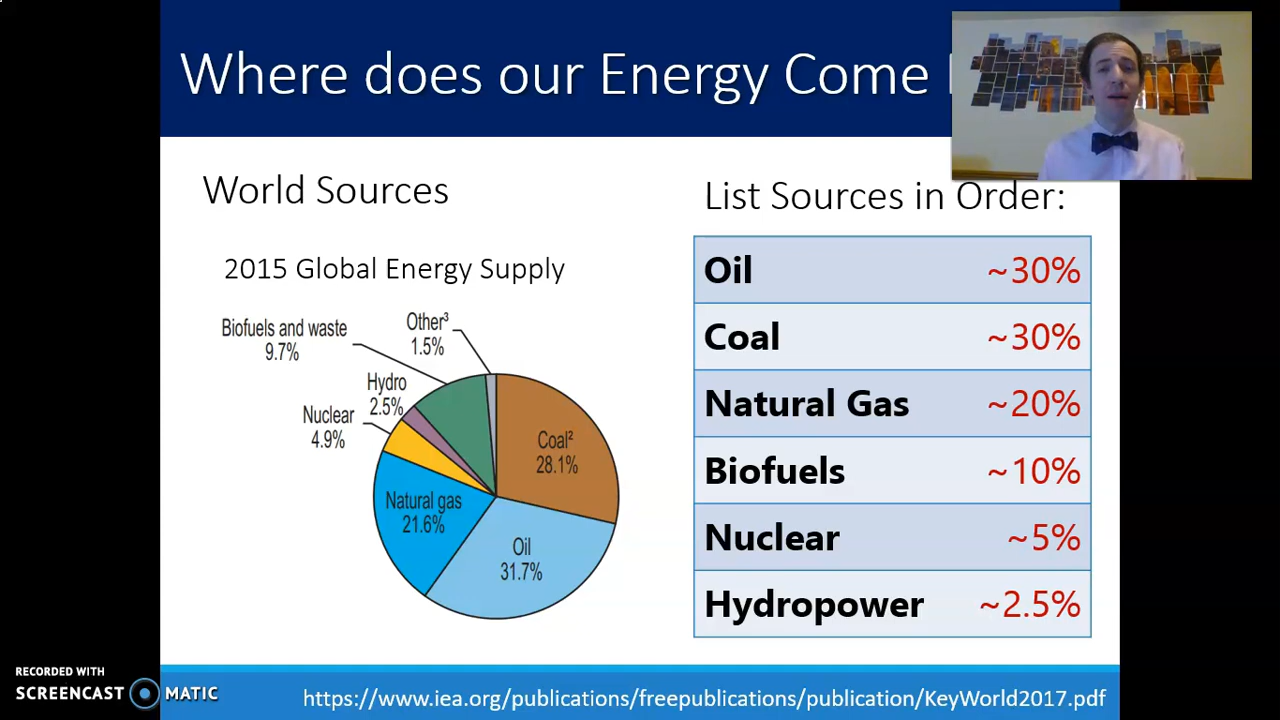 Where does our Energy Come
World Sources
2015 Global Energy Supply
Biofuels and waste
9.7%
Other³
1.5%
Hydro
2.5%
Nuclear
4.9%
Coal²
28.1%
Natural gas
21.6%
Oil
31.7%
List Sources in Order:
Oil ~30%
Coal ~30%
Natural Gas ~20%
Biofuels ~10%
Nuclear ~5%
Hydropower ~2.5%
RECORDED WITH
SCREENCAST MATIC
https://www.iea.org/publications/freepublications/publication/KeyWorld2017.pdf